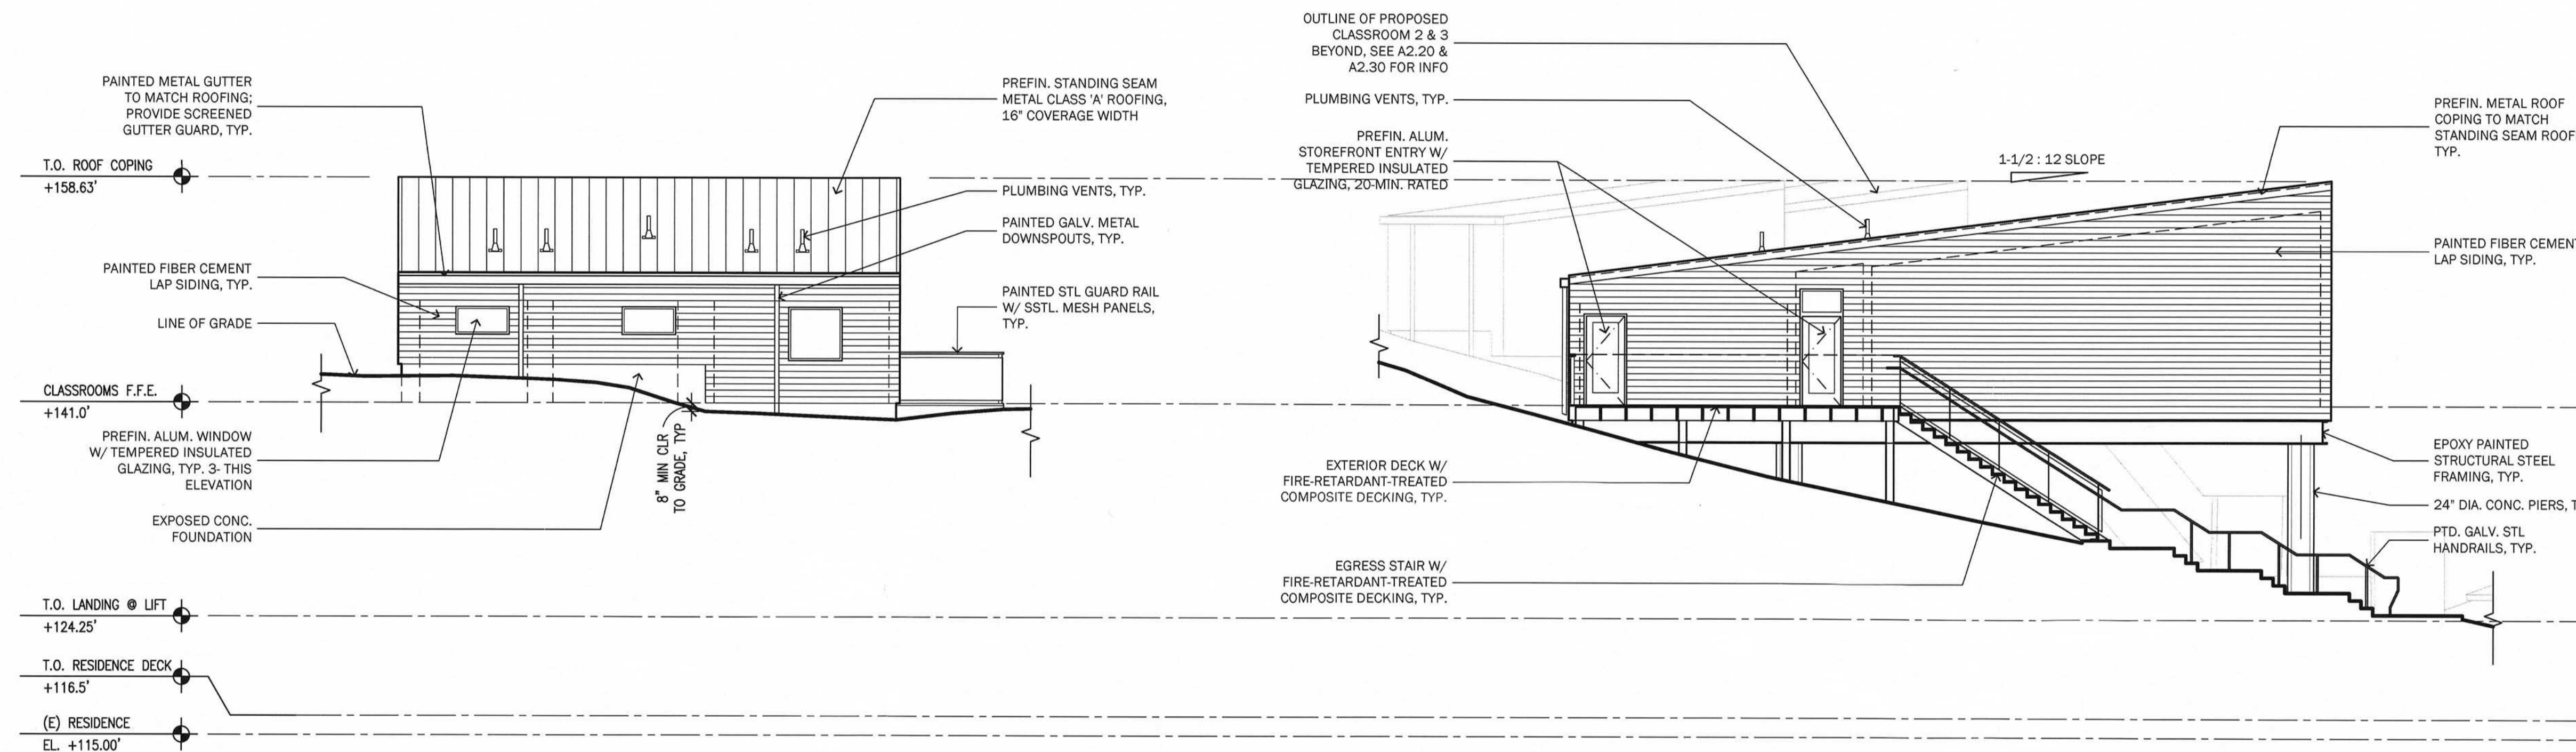 PAINTED METAL GUTTER
TO MATCH ROOFING;
PROVIDE SCREENED
GUTTER GUARD, TYP.
T.O. ROOF COPING
+158.63'
PAINTED FIBER CEMENT
LAP SIDING, TYP.
LINE OF GRADE
CLASSROOMS F.F.E.
+141.0'
PREFIN. ALUM. WINDOW
W/ TEMPERED INSULATED
GLAZING, TYP. 3- THIS
ELEVATION
EXPOSED CONC.
FOUNDATION
T.O. LANDING @ LIFT
+124.25'
T.O. RESIDENCE DECK
+116.5'
(E) RESIDENCE
EL. +115.00'
8" MIN CLR
TO GRADE, TYP
PREFIN. STANDING SEAM
METAL CLASS 'A' ROOFING,
16" COVERAGE WIDTH
PLUMBING VENTS, TYP.
PAINTED GALV. METAL
DOWNSPOUTS, TYP.
PAINTED STL GUARD RAIL
W/ SSTL. MESH PANELS,
TYP.
OUTLINE OF PROPOSED
CLASSROOM 2 & 3
BEYOND, SEE A2.20 &
A2.30 FOR INFO
PLUMBING VENTS, TYP.
PREFIN. ALUM.
STOREFRONT ENTRY W/
TEMPERED INSULATED
GLAZING, 20-MIN. RATED
EXTERIOR DECK W/
FIRE-RETARDANT-TREATED
COMPOSITE DECKING, TYP.
EGRESS STAIR W/
FIRE-RETARDANT-TREATED
COMPOSITE DECKING, TYP.
1-1/2 : 12 SLOPE
PREFIN. METAL ROOF
COPING TO MATCH
STANDING SEAM ROOF
TYP.
PAINTED FIBER CEMENT
LAP SIDING, TYP.
EPOXY PAINTED
STRUCTURAL STEEL
FRAMING, TYP.
24" DIA. CONC. PIERS, T
PTD. GALV. STL
HANDRAILS, TYP.